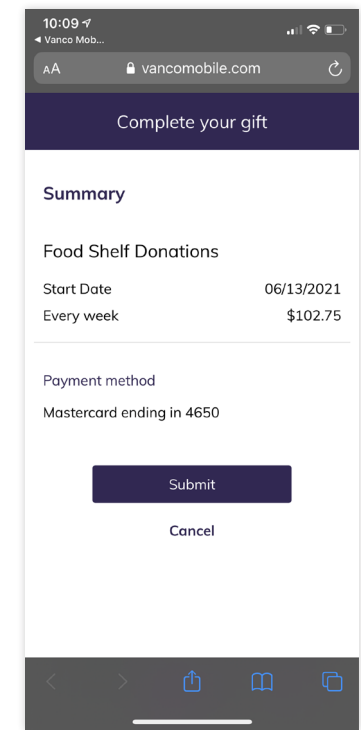 10:09
◀ Vanco Mob...
AA vancomobile.com
Complete your gift
Summary
Food Shelf Donations
Start Date 06/13/2021
Every week $102.75
Payment method
Mastercard ending in 4650
Submit
Cancel